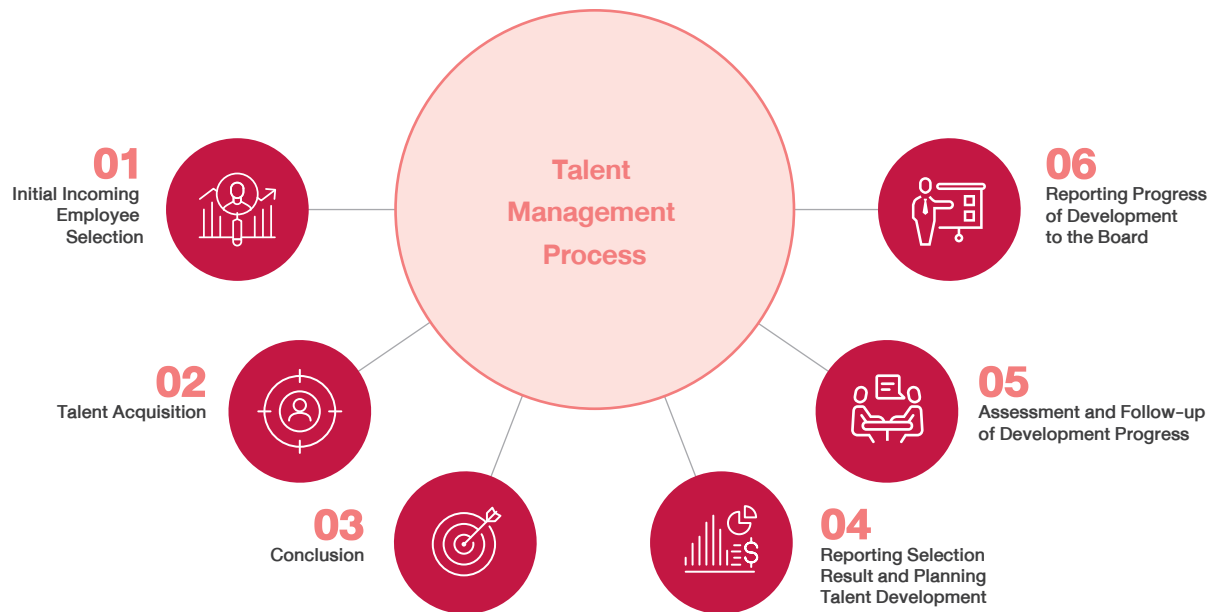 Talent
Management
Process
01
Initial Incoming
Employee
Selection
02
Talent Acquisition
03
Conclusion
04
Reporting Selection
Result and Planning
Talent Development
05
Assessment and Follow-up
of Development Progress
06
Reporting Progress
of Development
to the Board